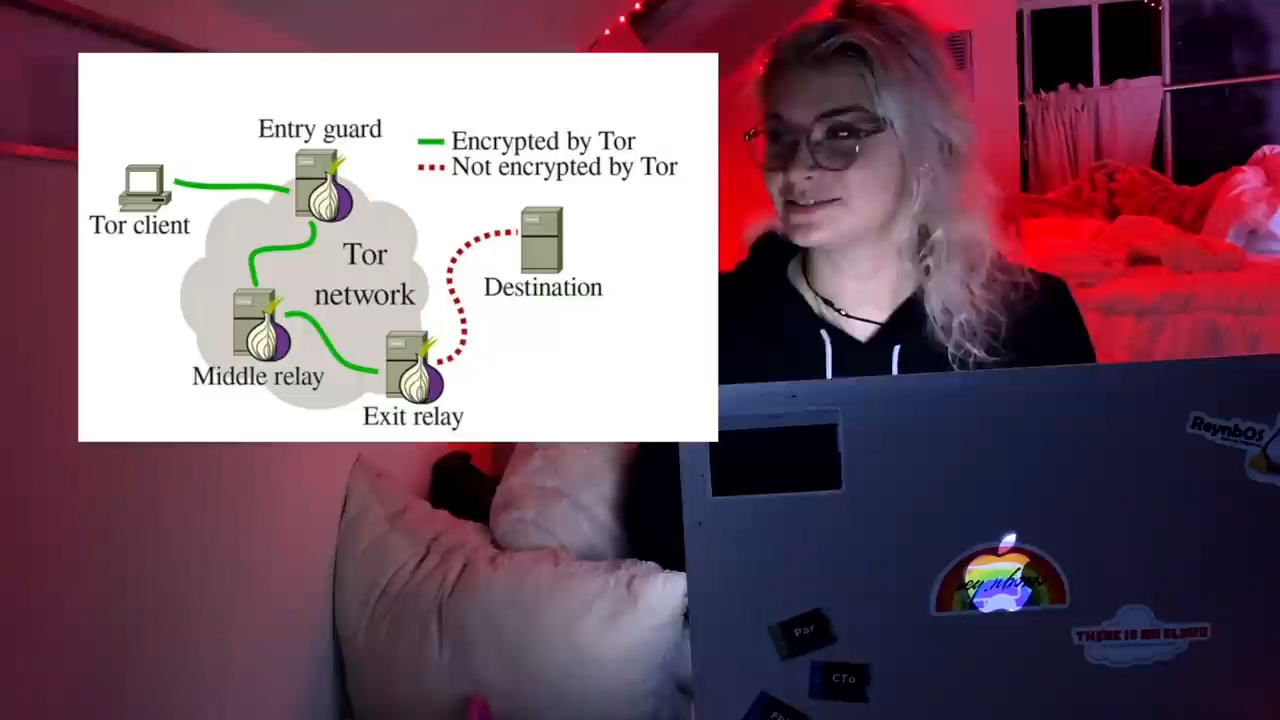 Entry guard
Encrypted by Tor
Not encrypted by Tor
Tor client
Tor
network
Destination
Middle relay
Exit relay
ReynbOS
THERE IS NO CLOUD
Par
CTo